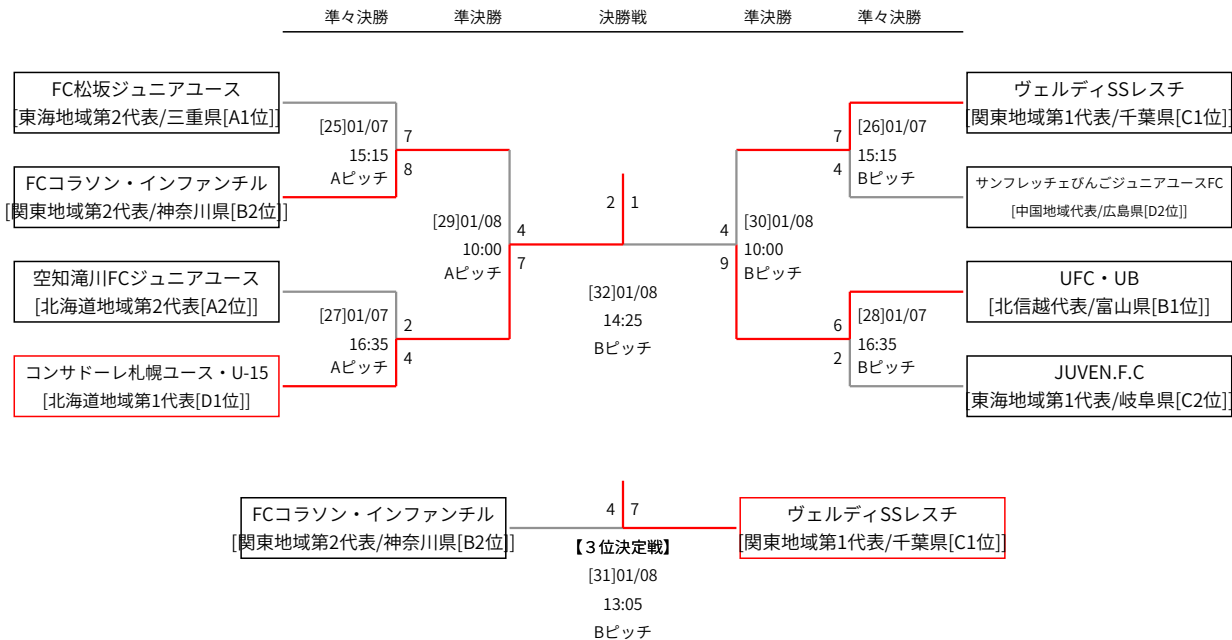 準々決勝 準決勝 決勝戦 準決勝 準々決勝
FC松坂ジュニアユース
[東海地域第2代表/三重県[A1位]]
[25]01/07
15:15
Aピッチ
7
8
FCコラソン・インファンチル
[関東地域第2代表/神奈川県[B2位]]
[29]01/08
10:00
Aピッチ
4
7
空知滝川FCジュニアユース
[北海道地域第2代表[A2位]]
[27]01/07
16:35
Aピッチ
2
4
コンサドーレ札幌ユース・U-15
[北海道地域第1代表[D1位]]
2 1
[32]01/08
14:25
Bピッチ
ヴェルディSSレスチ
[関東地域第1代表/千葉県[C1位]]
7
4
[26]01/07
15:15
Bピッチ
サンフレッチェびんごジュニアユースFC
[中国地域代表/広島県[D2位]]
4
9
[30]01/08
10:00
Bピッチ
UFC・UB
[北信越代表/富山県[B1位]]
6
2
[28]01/07
16:35
Bピッチ
JUVEN.F.C
[東海地域第1代表/岐阜県[C2位]]
FCコラソン・インファンチル
[関東地域第2代表/神奈川県[B2位]]
4 7
【３位決定戦】
[31]01/08
13:05
Bピッチ
ヴェルディSSレスチ
[関東地域第1代表/千葉県[C1位]]